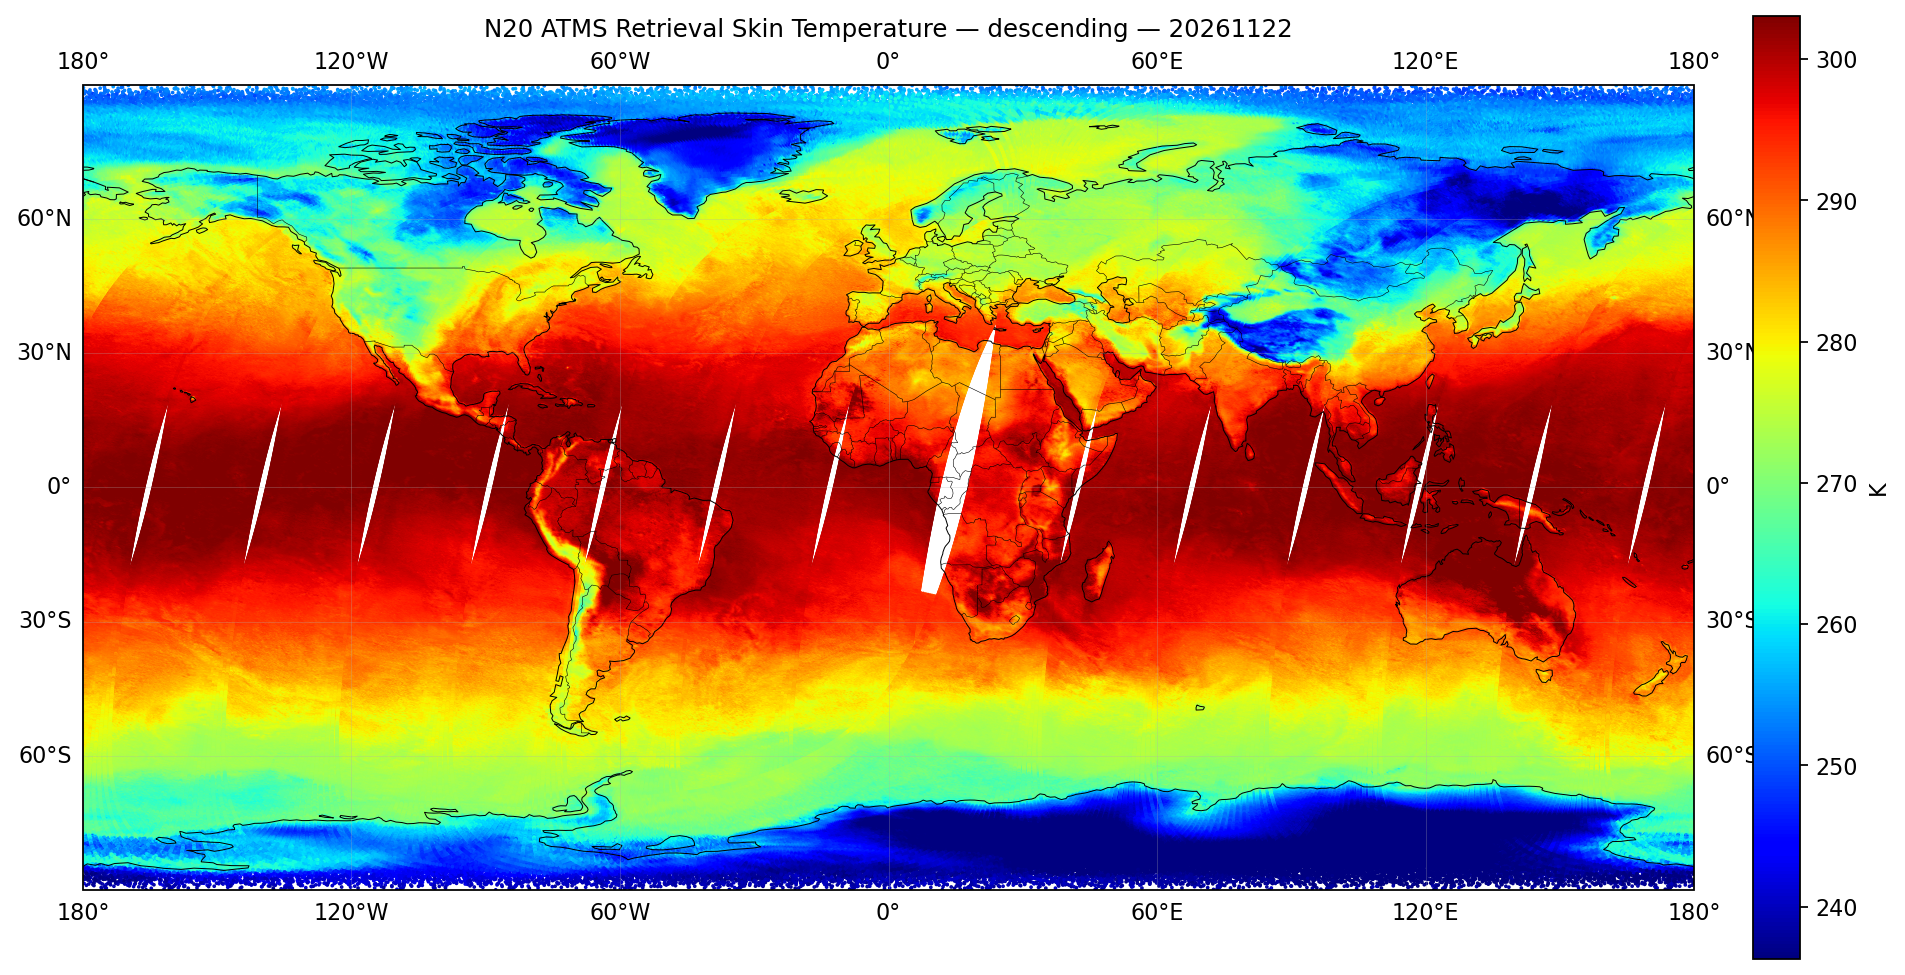 N20 ATMS Retrieval Skin Temperature — descending — 20261122
180° 120°W 60°W 0° 60°E 120°E 180°
60°N 60°N
30°N 30°N
0° 0°
30°S 30°S
60°S 60°S
180° 120°W 60°W 0° 60°E 120°E 180°
300
290
280
270
260
250
240
K